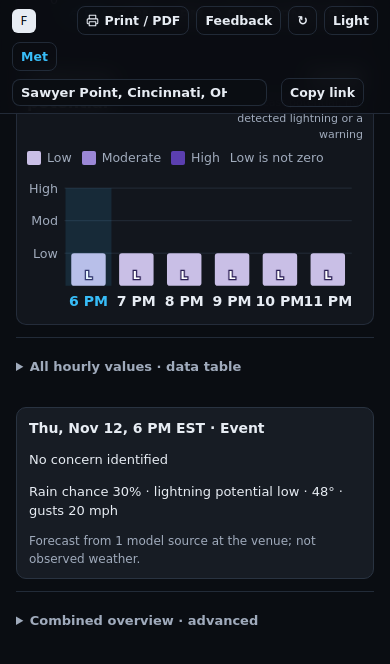 F
Print / PDF
Feedback
↻
Light
Met
Sawyer Point, Cincinnati, OH
Copy link
detected lightning or a
warning
Low
Moderate
High
Low is not zero
High
Mod
Low
L
L
L
L
L
L
6 PM
7 PM
8 PM
9 PM
10 PM
11 PM
▶ All hourly values · data table
Thu, Nov 12, 6 PM EST · Event
No concern identified
Rain chance 30% · lightning potential low · 48° ·
gusts 20 mph
Forecast from 1 model source at the venue; not
observed weather.
▶ Combined overview · advanced